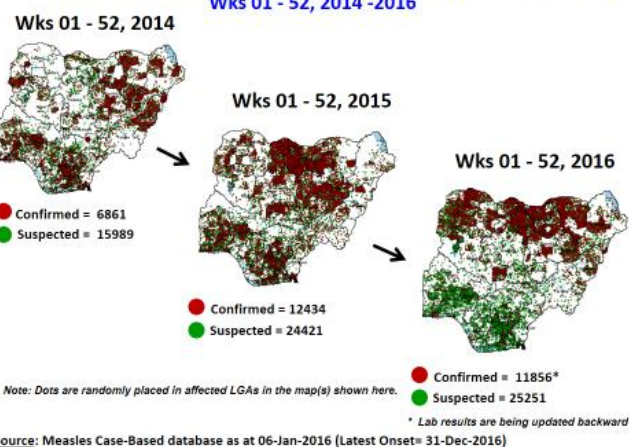 Wks 01 - 52, 2014 -2016
Wks 01 - 52, 2014
Wks 01 - 52, 2015
Wks 01 - 52, 2016
Confirmed = 6861
Suspected = 15989
Confirmed = 12434
Suspected = 24421
Confirmed = 11856*
Suspected = 25251
Note: Dots are randomly placed in affected LGAs in the map(s) shown here.
* Lab results are being updated backward
ource: Measles Case-Based database as at 06-Jan-2016 (Latest Onset= 31-Dec-2016)